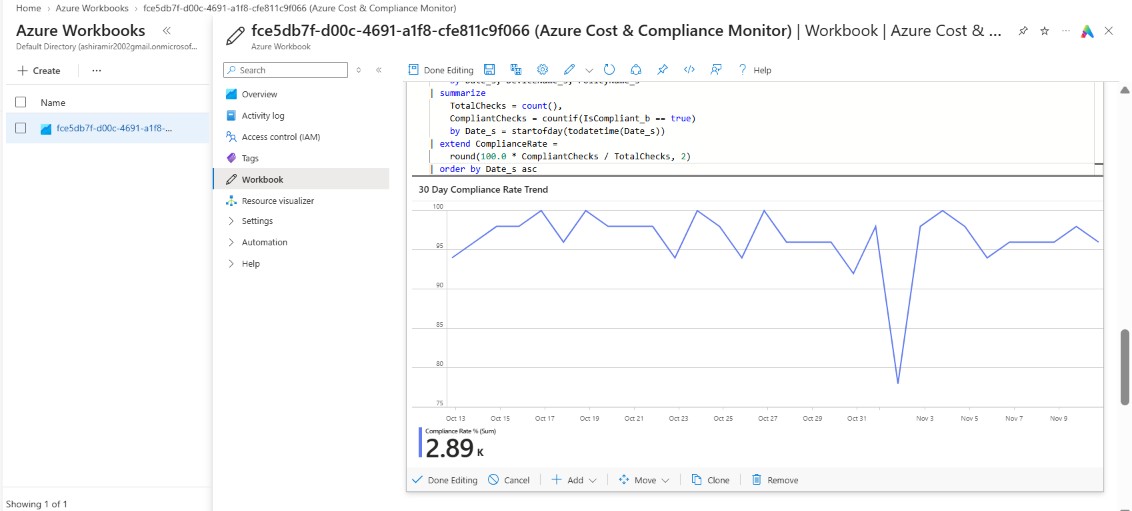 Home > Azure Workbooks > fce5db7f-d00c-4691-a1f8-cfe811c9f066 (Azure Cost & Compliance Monitor)
Azure Workbooks «
Default Directory (ashiramir2002gmail.onmicrosof...
+ Create
...
Name
fce5db7f-d00c-4691-a1f8-...
Showing 1 of 1
fce5db7f-d00c-4691-a1f8-cfe811c9f066 (Azure Cost & Compliance Monitor) | Workbook | Azure Cost & ...
Azure Workbook
Search
Overview
Activity log
Access control (IAM)
Tags
Workbook
Resource visualizer
Settings
Automation
Help
Done Editing
? Help
| summarize
TotalChecks = count(),
CompliantChecks = countif(IsCompliant_b == true)
by Date_s = startofday(todatetime(Date_s))
| extend ComplianceRate =
round(100.0 * CompliantChecks / TotalChecks, 2)
| order by Date_s asc
30 Day Compliance Rate Trend
100
95
90
85
80
75
Oct 13 Oct 15 Oct 17 Oct 19 Oct 21 Oct 23 Oct 25 Oct 27 Oct 29 Oct 31 Nov 3 Nov 5 Nov 7 Nov 9
Compliance Rate % (Sum)
2.89 K
Done Editing Cancel + Add Move Clone Remove